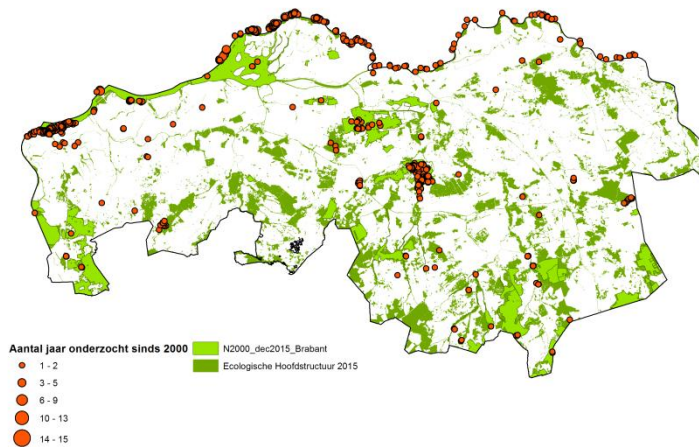 Aantal jaar onderzocht sinds 2000
1 - 2
3 - 5
6 - 9
10 - 13
14 - 15
N2000_dec2015_Brabant
Ecologische Hoofdstructuur 2015